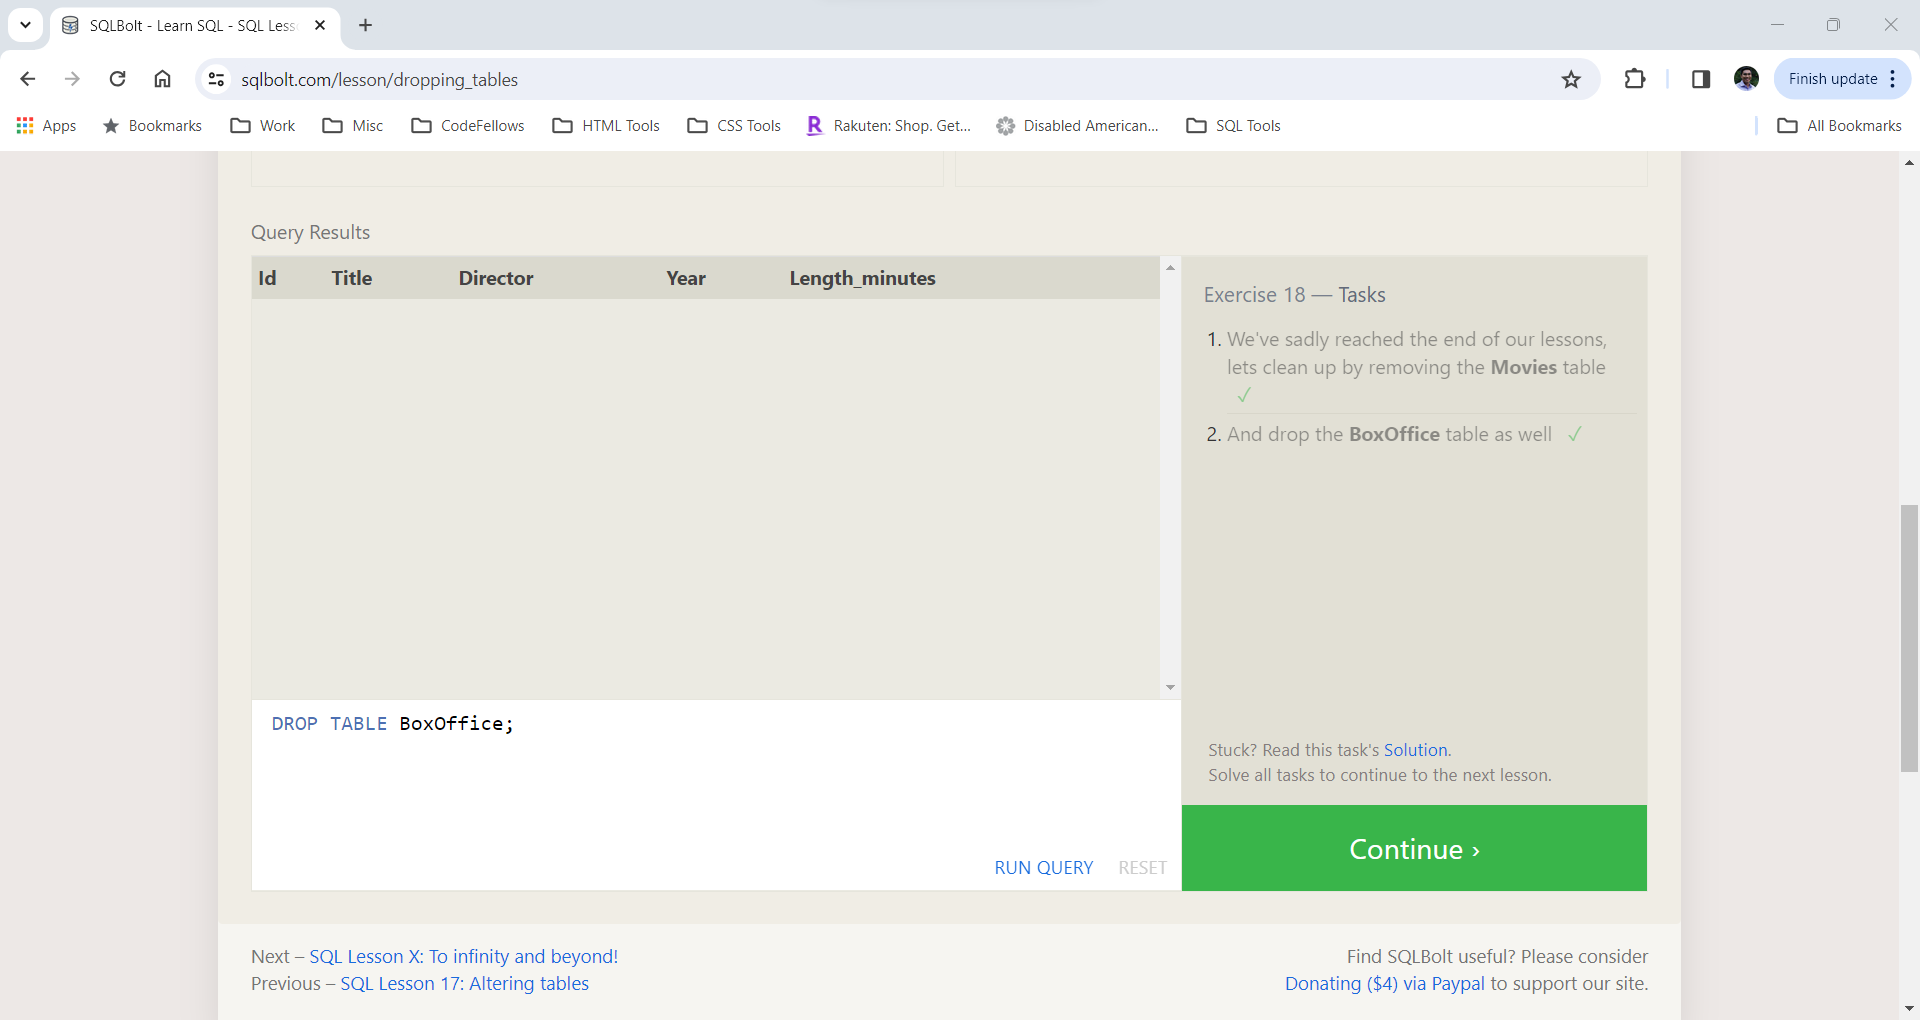 SQLBolt - Learn SQL - SQL Less
sqlbolt.com/lesson/dropping_tables
Finish update
Apps
Bookmarks
Work
Misc
CodeFellows
HTML Tools
CSS Tools
R
Rakuten: Shop. Get...
Disabled American...
SQL Tools
All Bookmarks
Query Results
Id Title Director Year Length_minutes
Exercise 18 — Tasks
1. We've sadly reached the end of our lessons,
lets clean up by removing the Movies table
✓
2. And drop the BoxOffice table as well ✓
DROP TABLE BoxOffice;
Stuck? Read this task's Solution.
Solve all tasks to continue to the next lesson.
RUN QUERY RESET
Continue ›
Next – SQL Lesson X: To infinity and beyond!
Previous – SQL Lesson 17: Altering tables
Find SQLBolt useful? Please consider
Donating ($4) via Paypal to support our site.